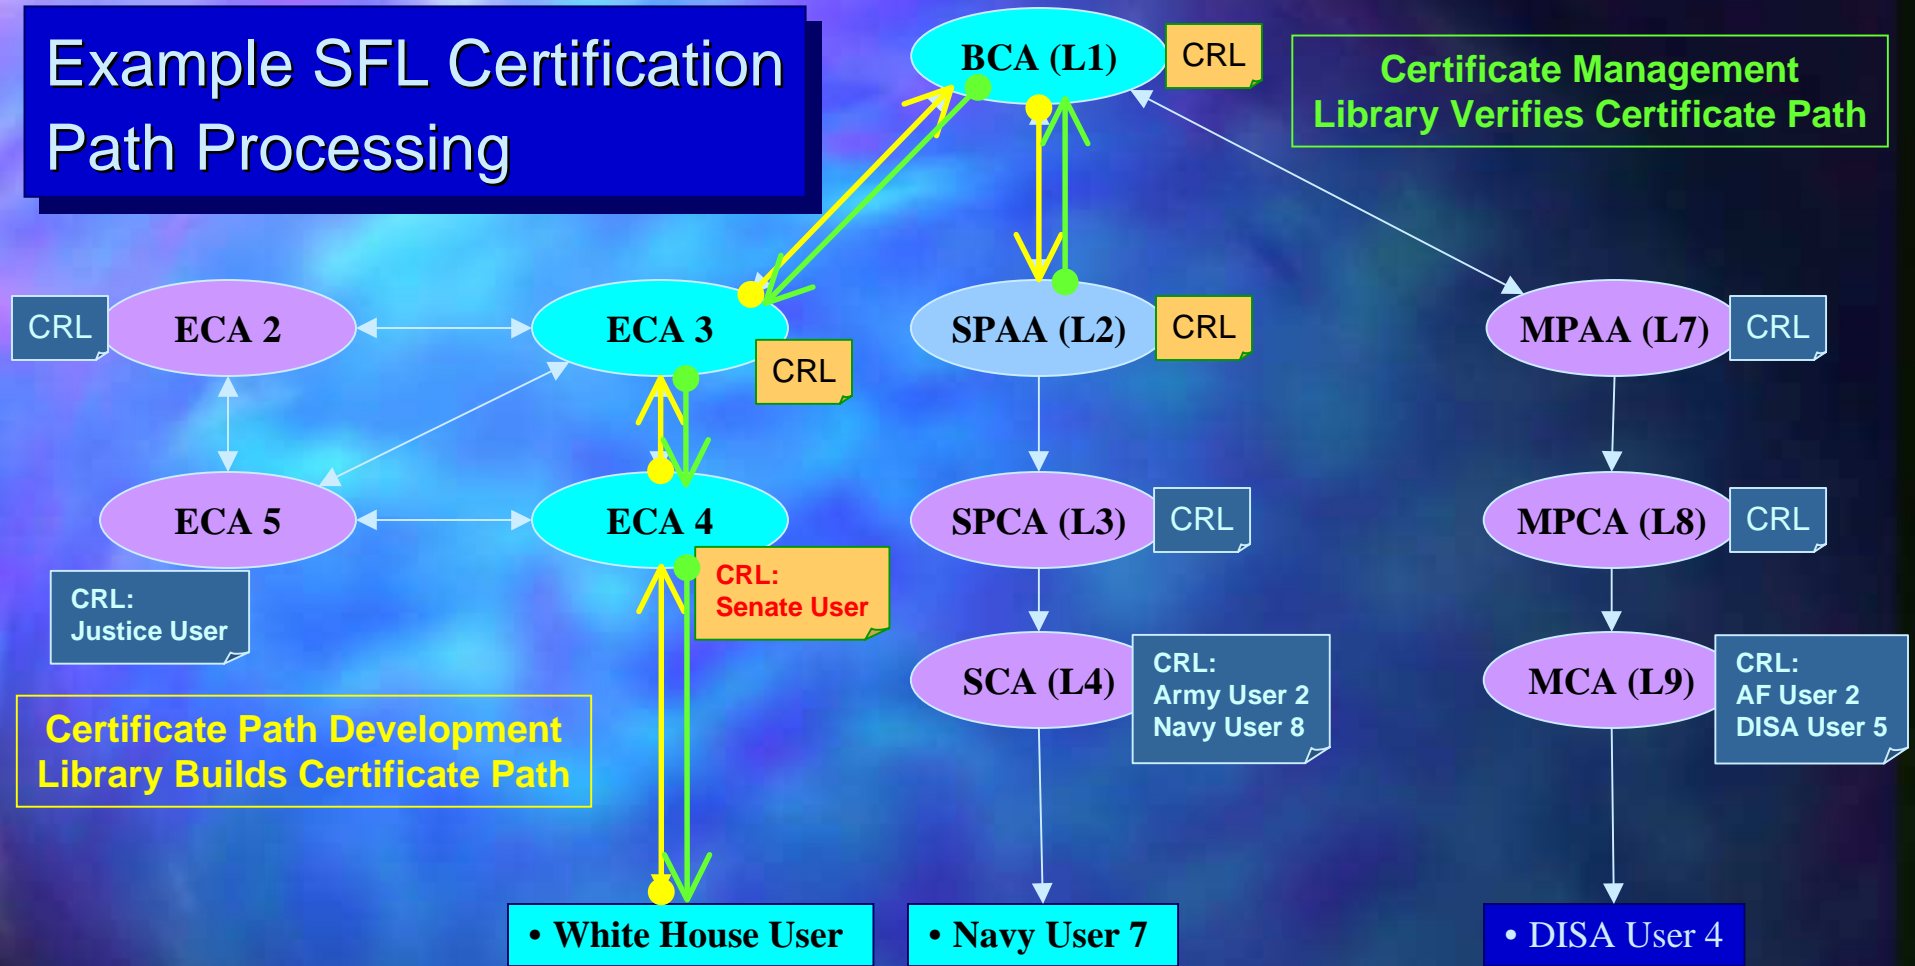 Example SFL Certification
Path Processing
BCA (L1)
CRL
Certificate Management
Library Verifies Certificate Path
CRL
ECA 2
ECA 3
CRL
SPAA (L2)
CRL
MPAA (L7)
CRL
ECA 5
CRL:
Justice User
ECA 4
CRL:
Senate User
SPCA (L3)
CRL
MPCA (L8)
CRL
SCA (L4)
CRL:
Army User 2
Navy User 8
MCA (L9)
CRL:
AF User 2
DISA User 5
Certificate Path Development
Library Builds Certificate Path
• White House User
• Navy User 7
• DISA User 4